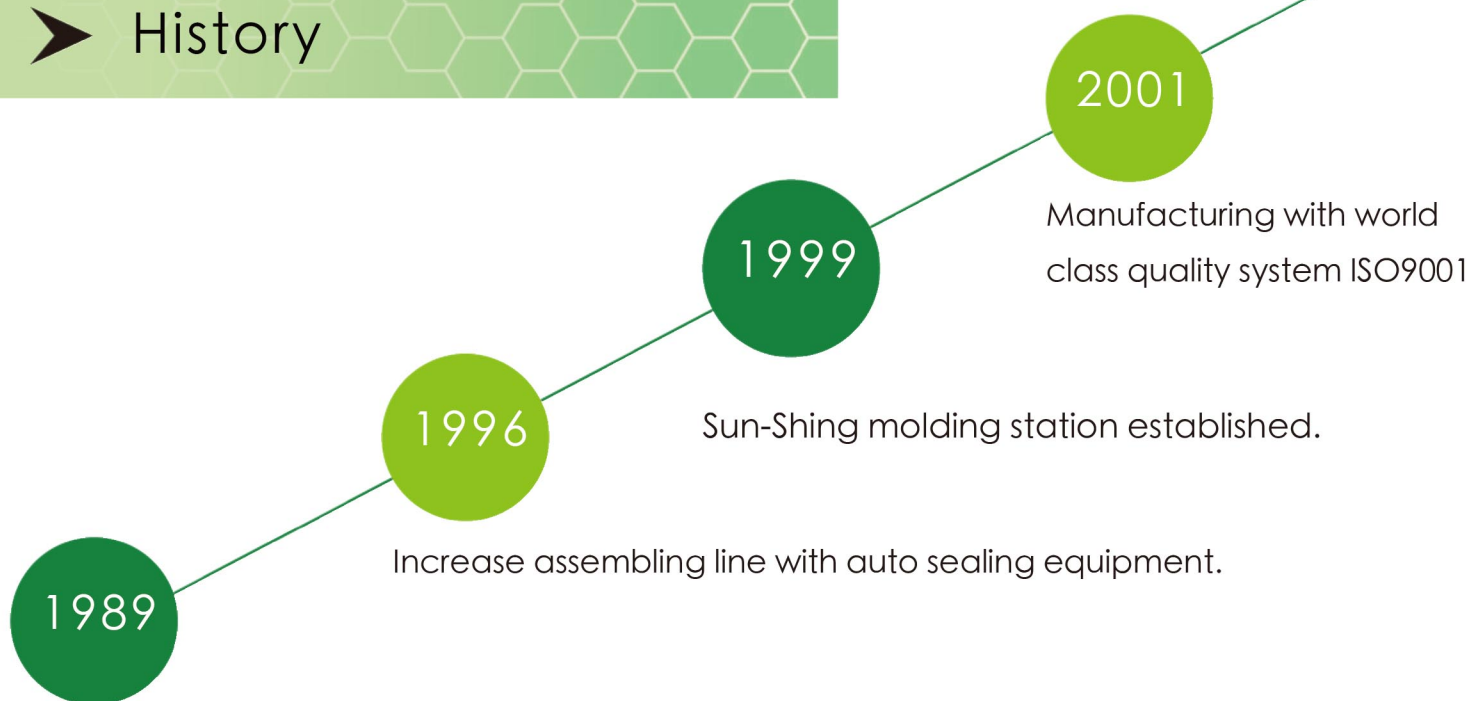 History
2001
Manufacturing with world
class quality system ISO9001
1999
Sun-Shing molding station established.
1996
Increase assembling line with auto sealing equipment.
1989